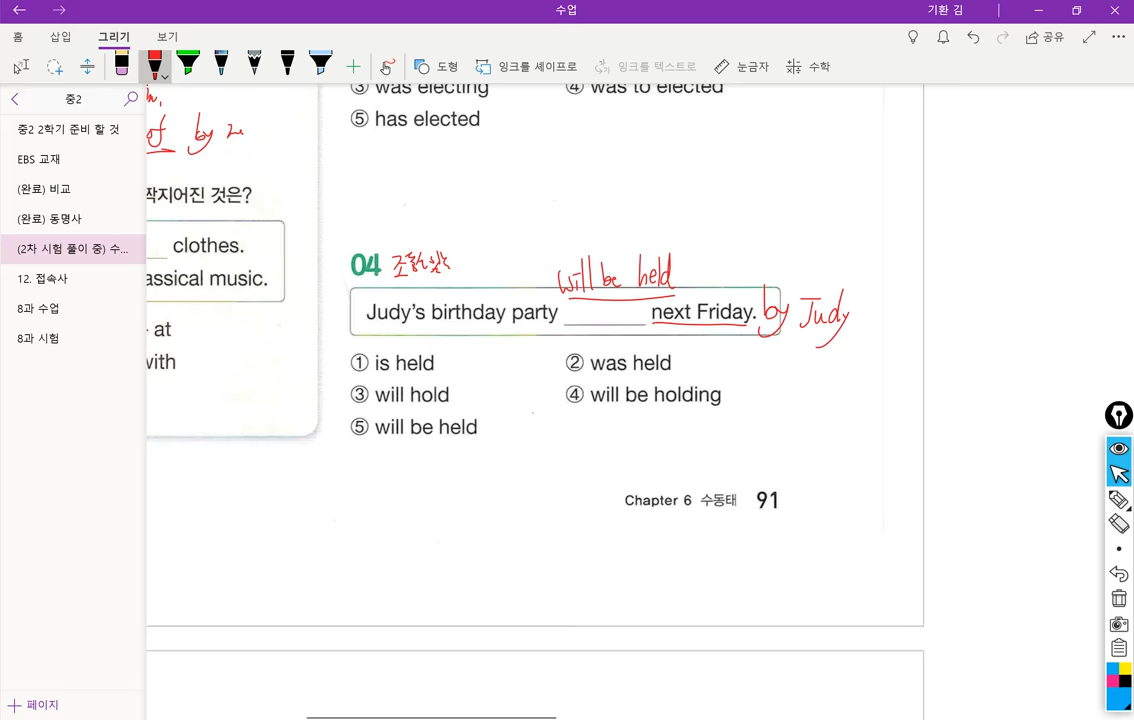 수업
기환 김
홈 삽입 그리기 보기
도형 잉크를 셰이프로 잉크를 텍스트로 눈금자 수학
공유
중2
중2 2학기 준비 할 것
EBS 교재
(완료) 비교
(완료) 동명사
(2차 시험 풀이 중) 수...
12. 접속사
8과 수업
8과 시험
페이지
of by
짝지어진 것은?
clothes.
assical music.
at
with
③ was electing ④ was to elected
⑤ has elected
04
will be held
Judy's birthday party ________ next Friday. by Judy
① is held ② was held
③ will hold ④ will be holding
⑤ will be held
Chapter 6 수동태 91